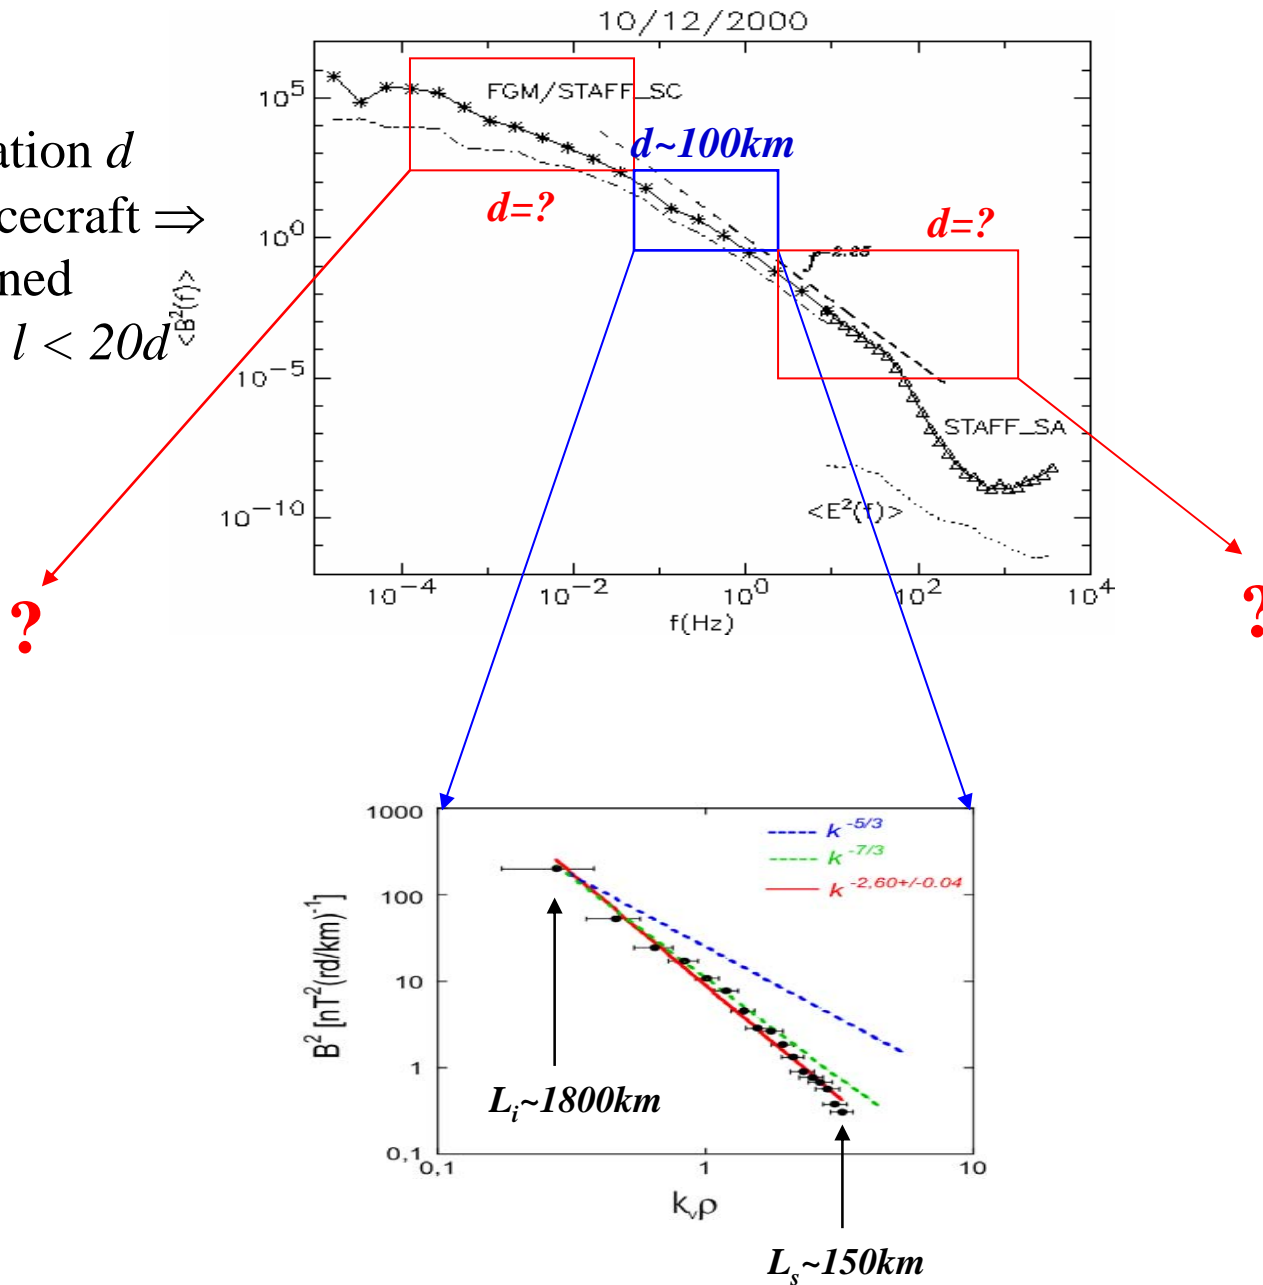 10/12/2000
ation d
cecraft ⇒
ned
l < 20d
FGM/STAFF_SC
d~100km
d=?
d=?
STAFF_SA
<B²(f)>
<E²(f)>
10⁵
10⁰
10⁻⁵
10⁻¹⁰
10⁻⁴
10⁻²
10⁰
10²
10⁴
f(Hz)
?
?
1000
100
10
1
0,1
0,1
1
10
k⁻⁵/³
k⁻⁷/³
k⁻²,⁶⁰⁺/⁻⁰.⁰⁴
B² [nT²(rd/km)⁻¹]
Lᵢ~1800km
kᵥρ
Lₛ~150km